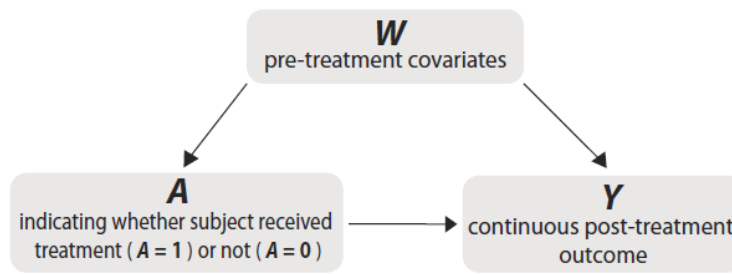 W
pre-treatment covariates
A
indicating whether subject received
treatment ( A = 1 ) or not ( A = 0 )
Y
continuous post-treatment
outcome